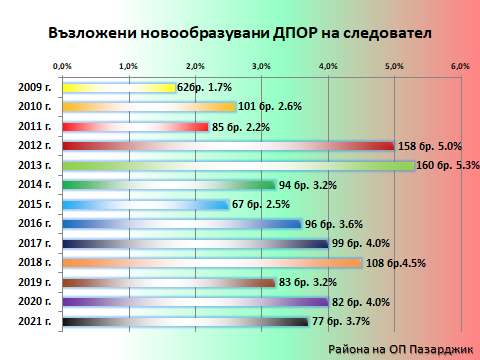 Възложени новообразувани ДПОР на следовател
0,0% 1,0% 2,0% 3,0% 4,0% 5,0% 6,0%
2009 г. 62бр. 1.7%
2010 г. 101 бр. 2.6%
2011 г. 85 бр. 2.2%
2012 г. 158 бр. 5.0%
2013 г. 160 бр. 5.3%
2014 г. 94 бр. 3.2%
2015 г. 67 бр. 2.5%
2016 г. 96 бр. 3.6%
2017 г. 99 бр. 4.0%
2018 г. 108 бр.4.5%
2019 г. 83 бр. 3.2%
2020 г. 82 бр. 4.0%
2021 г. 77 бр. 3.7%
Района на ОП Пазарджик